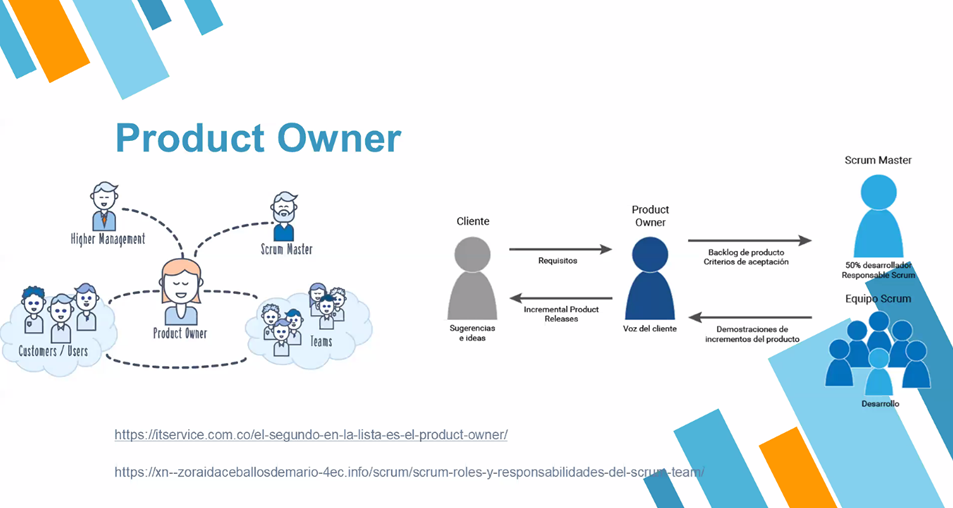 Product Owner
Higher Management
Scrum Master
Product Owner
Customers / Users
Teams
Cliente
Requisitos
Incremental Product
Releases
Sugerencias
e ideas
Product
Owner
Voz del cliente
Backlog de producto
Criterios de aceptación
Demostraciones de
incrementos del producto
Scrum Master
50% desarrollador
Responsable Scrum
Equipo Scrum
Desarrollo
https://itservice.com.co/el-segundo-en-la-lista-es-el-product-owner/
https://xn--zoraidaceballosdemario-4ec.info/scrum/scrum-roles-y-responsabilidades-del-scrum-team/